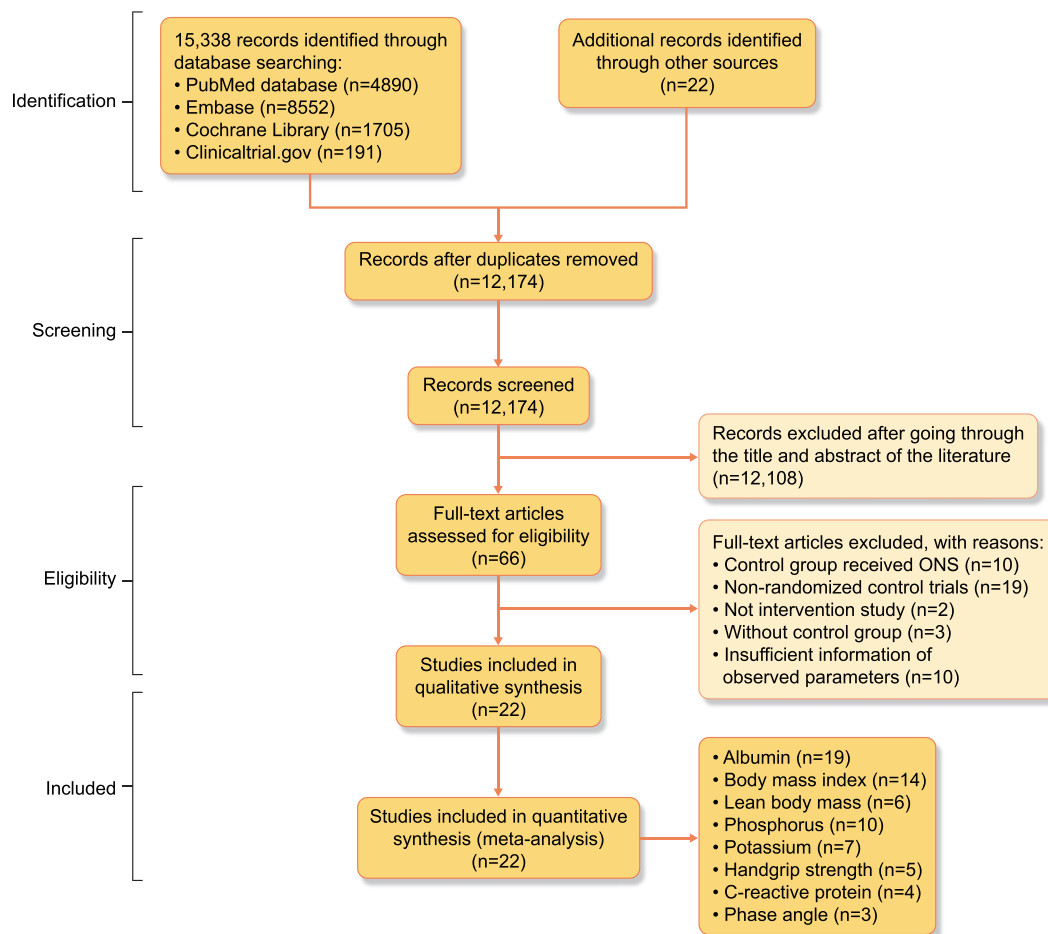 Identification
15,338 records identified through
database searching:
• PubMed database (n=4890)
• Embase (n=8552)
• Cochrane Library (n=1705)
• Clinicaltrial.gov (n=191)
Additional records identified
through other sources
(n=22)
Screening
Records after duplicates removed
(n=12,174)
Records screened
(n=12,174)
Records excluded after going through
the title and abstract of the literature
(n=12,108)
Eligibility
Full-text articles
assessed for eligibility
(n=66)
Full-text articles excluded, with reasons:
• Control group received ONS (n=10)
• Non-randomized control trials (n=19)
• Not intervention study (n=2)
• Without control group (n=3)
• Insufficient information of
observed parameters (n=10)
Studies included in
qualitative synthesis
(n=22)
Included
Studies included in quantitative
synthesis (meta-analysis)
(n=22)
• Albumin (n=19)
• Body mass index (n=14)
• Lean body mass (n=6)
• Phosphorus (n=10)
• Potassium (n=7)
• Handgrip strength (n=5)
• C-reactive protein (n=4)
• Phase angle (n=3)